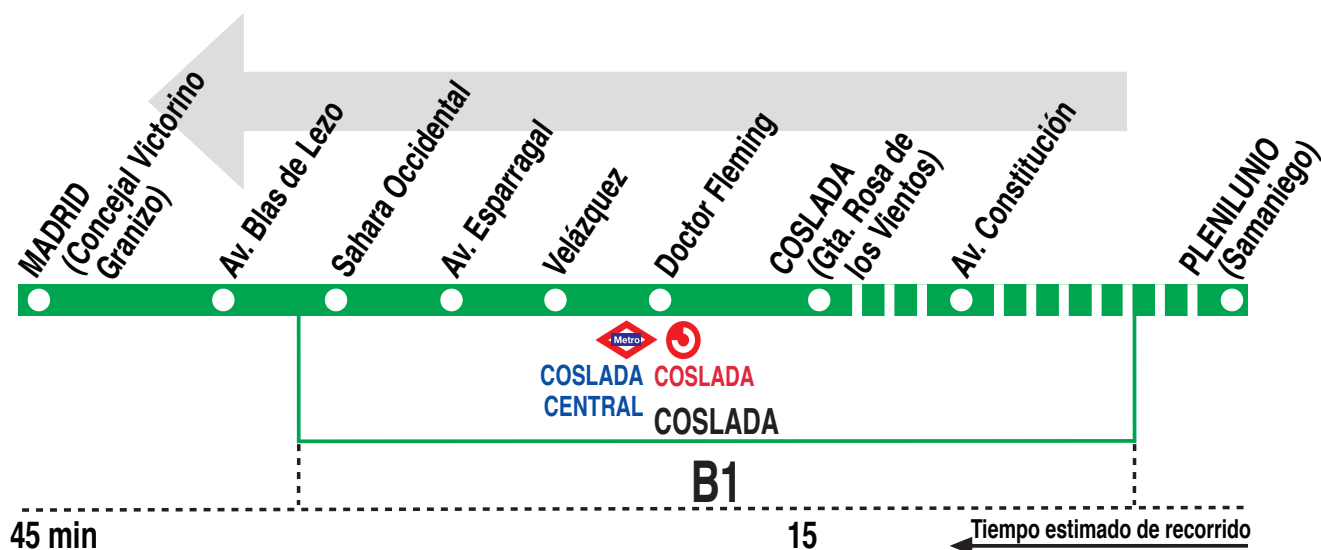 MADRID
(Concejal Victorino
Granizo)
Av. Blas de Lezo
Sahara Occidental
Av. Esparragal
Velázquez
Doctor Fleming
COSLADA
(Gta. Rosa de
los Vientos)
Av. Constitución
PLENILUNIO
(Samaniego)
Metro
COSLADA
CENTRAL
COSLADA
COSLADA
B1
45 min
15
Tiempo estimado de recorrido